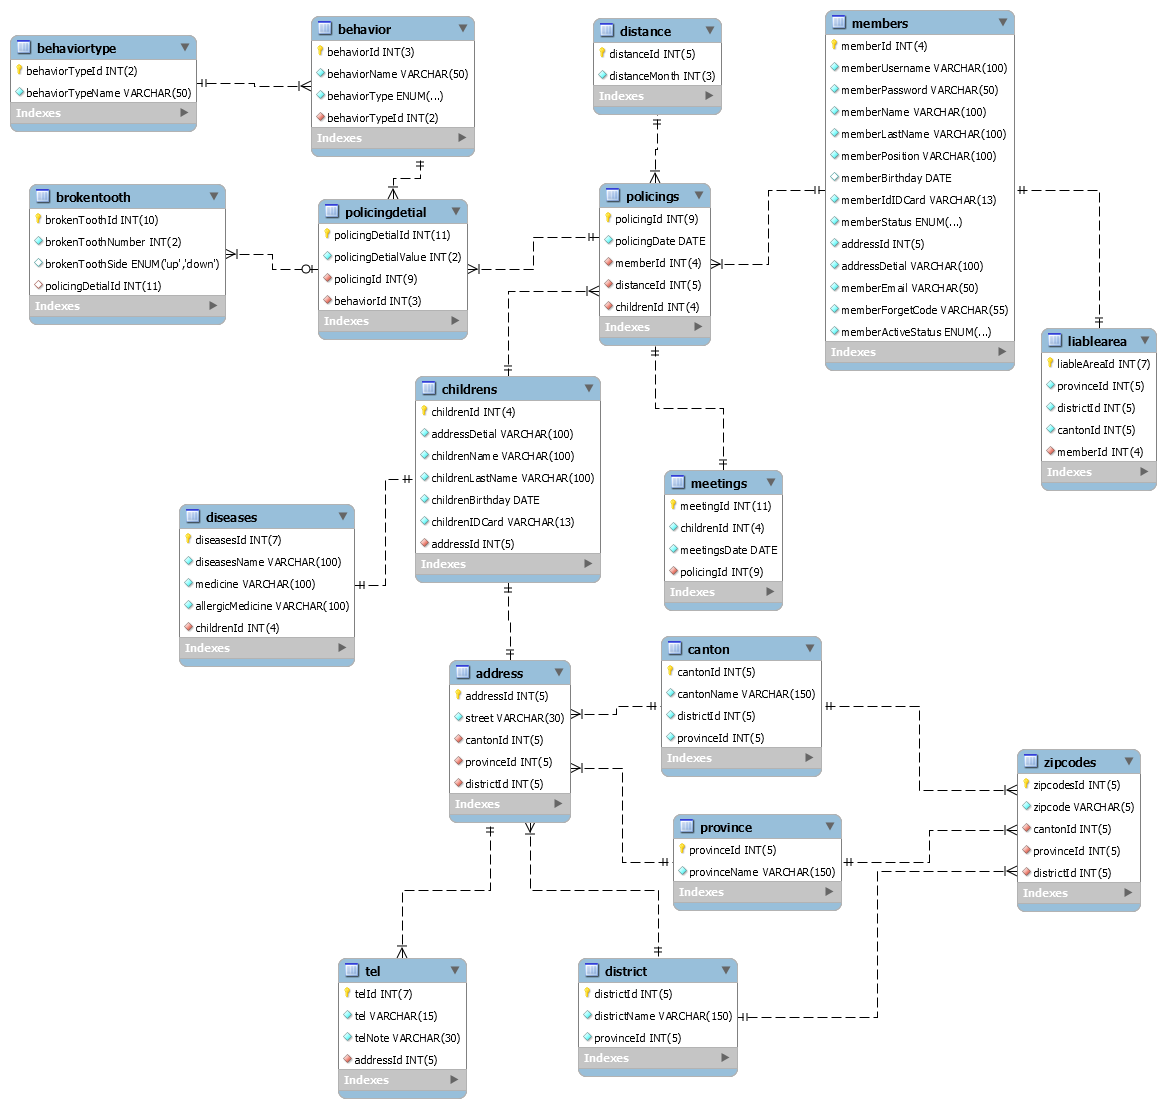 behaviortype
behaviorTypeId INT(2)
behaviorTypeName VARCHAR(50)
Indexes
behavior
behaviorId INT(3)
behaviorName VARCHAR(50)
behaviorType ENUM(...)
behaviorTypeId INT(2)
Indexes
distance
distanceId INT(5)
distanceMonth INT(3)
Indexes
members
memberId INT(4)
memberUsername VARCHAR(100)
memberPassword VARCHAR(50)
memberName VARCHAR(100)
memberLastName VARCHAR(100)
memberPosition VARCHAR(100)
memberBirthday DATE
memberIdIDCard VARCHAR(13)
memberStatus ENUM(...)
addressId INT(5)
addressDetial VARCHAR(100)
memberEmail VARCHAR(50)
memberForgetCode VARCHAR(55)
memberActiveStatus ENUM(...)
Indexes
brokentooth
brokenToothId INT(10)
brokenToothNumber INT(2)
brokenToothSide ENUM('up','down')
policingDetialId INT(11)
Indexes
policingdetial
policingDetialId INT(11)
policingDetialValue INT(2)
policingId INT(9)
behaviorId INT(3)
Indexes
policings
policingId INT(9)
policingDate DATE
memberId INT(4)
distanceId INT(5)
childrenId INT(4)
Indexes
liablearea
liableAreaId INT(7)
provinceId INT(5)
districtId INT(5)
cantonId INT(5)
memberId INT(4)
Indexes
childrens
childrenId INT(4)
addressDetial VARCHAR(100)
childrenName VARCHAR(100)
childrenLastName VARCHAR(100)
childrenBirthday DATE
childrenIDCard VARCHAR(13)
addressId INT(5)
Indexes
meetings
meetingId INT(11)
childrenId INT(4)
meetingsDate DATE
policingId INT(9)
Indexes
diseases
diseasesId INT(7)
diseasesName VARCHAR(100)
medicine VARCHAR(100)
allergicMedicine VARCHAR(100)
childrenId INT(4)
Indexes
address
addressId INT(5)
street VARCHAR(30)
cantonId INT(5)
provinceId INT(5)
districtId INT(5)
Indexes
canton
cantonId INT(5)
cantonName VARCHAR(150)
districtId INT(5)
provinceId INT(5)
Indexes
zipcodes
zipcodesId INT(5)
zipcode VARCHAR(5)
cantonId INT(5)
provinceId INT(5)
districtId INT(5)
Indexes
province
provinceId INT(5)
provinceName VARCHAR(150)
Indexes
tel
telId INT(7)
tel VARCHAR(15)
telNote VARCHAR(30)
addressId INT(5)
Indexes
district
districtId INT(5)
districtName VARCHAR(150)
provinceId INT(5)
Indexes